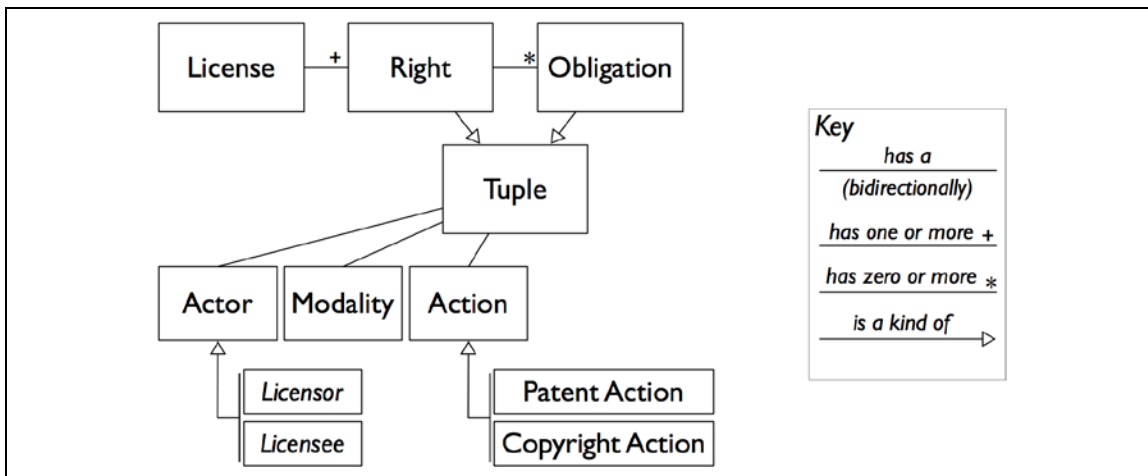 License
+
Right
*
Obligation
Tuple
Actor
Modality
Action
Licensor
Licensee
Patent Action
Copyright Action
Key
has a
(bidirectionally)
has one or more +
has zero or more *
is a kind of